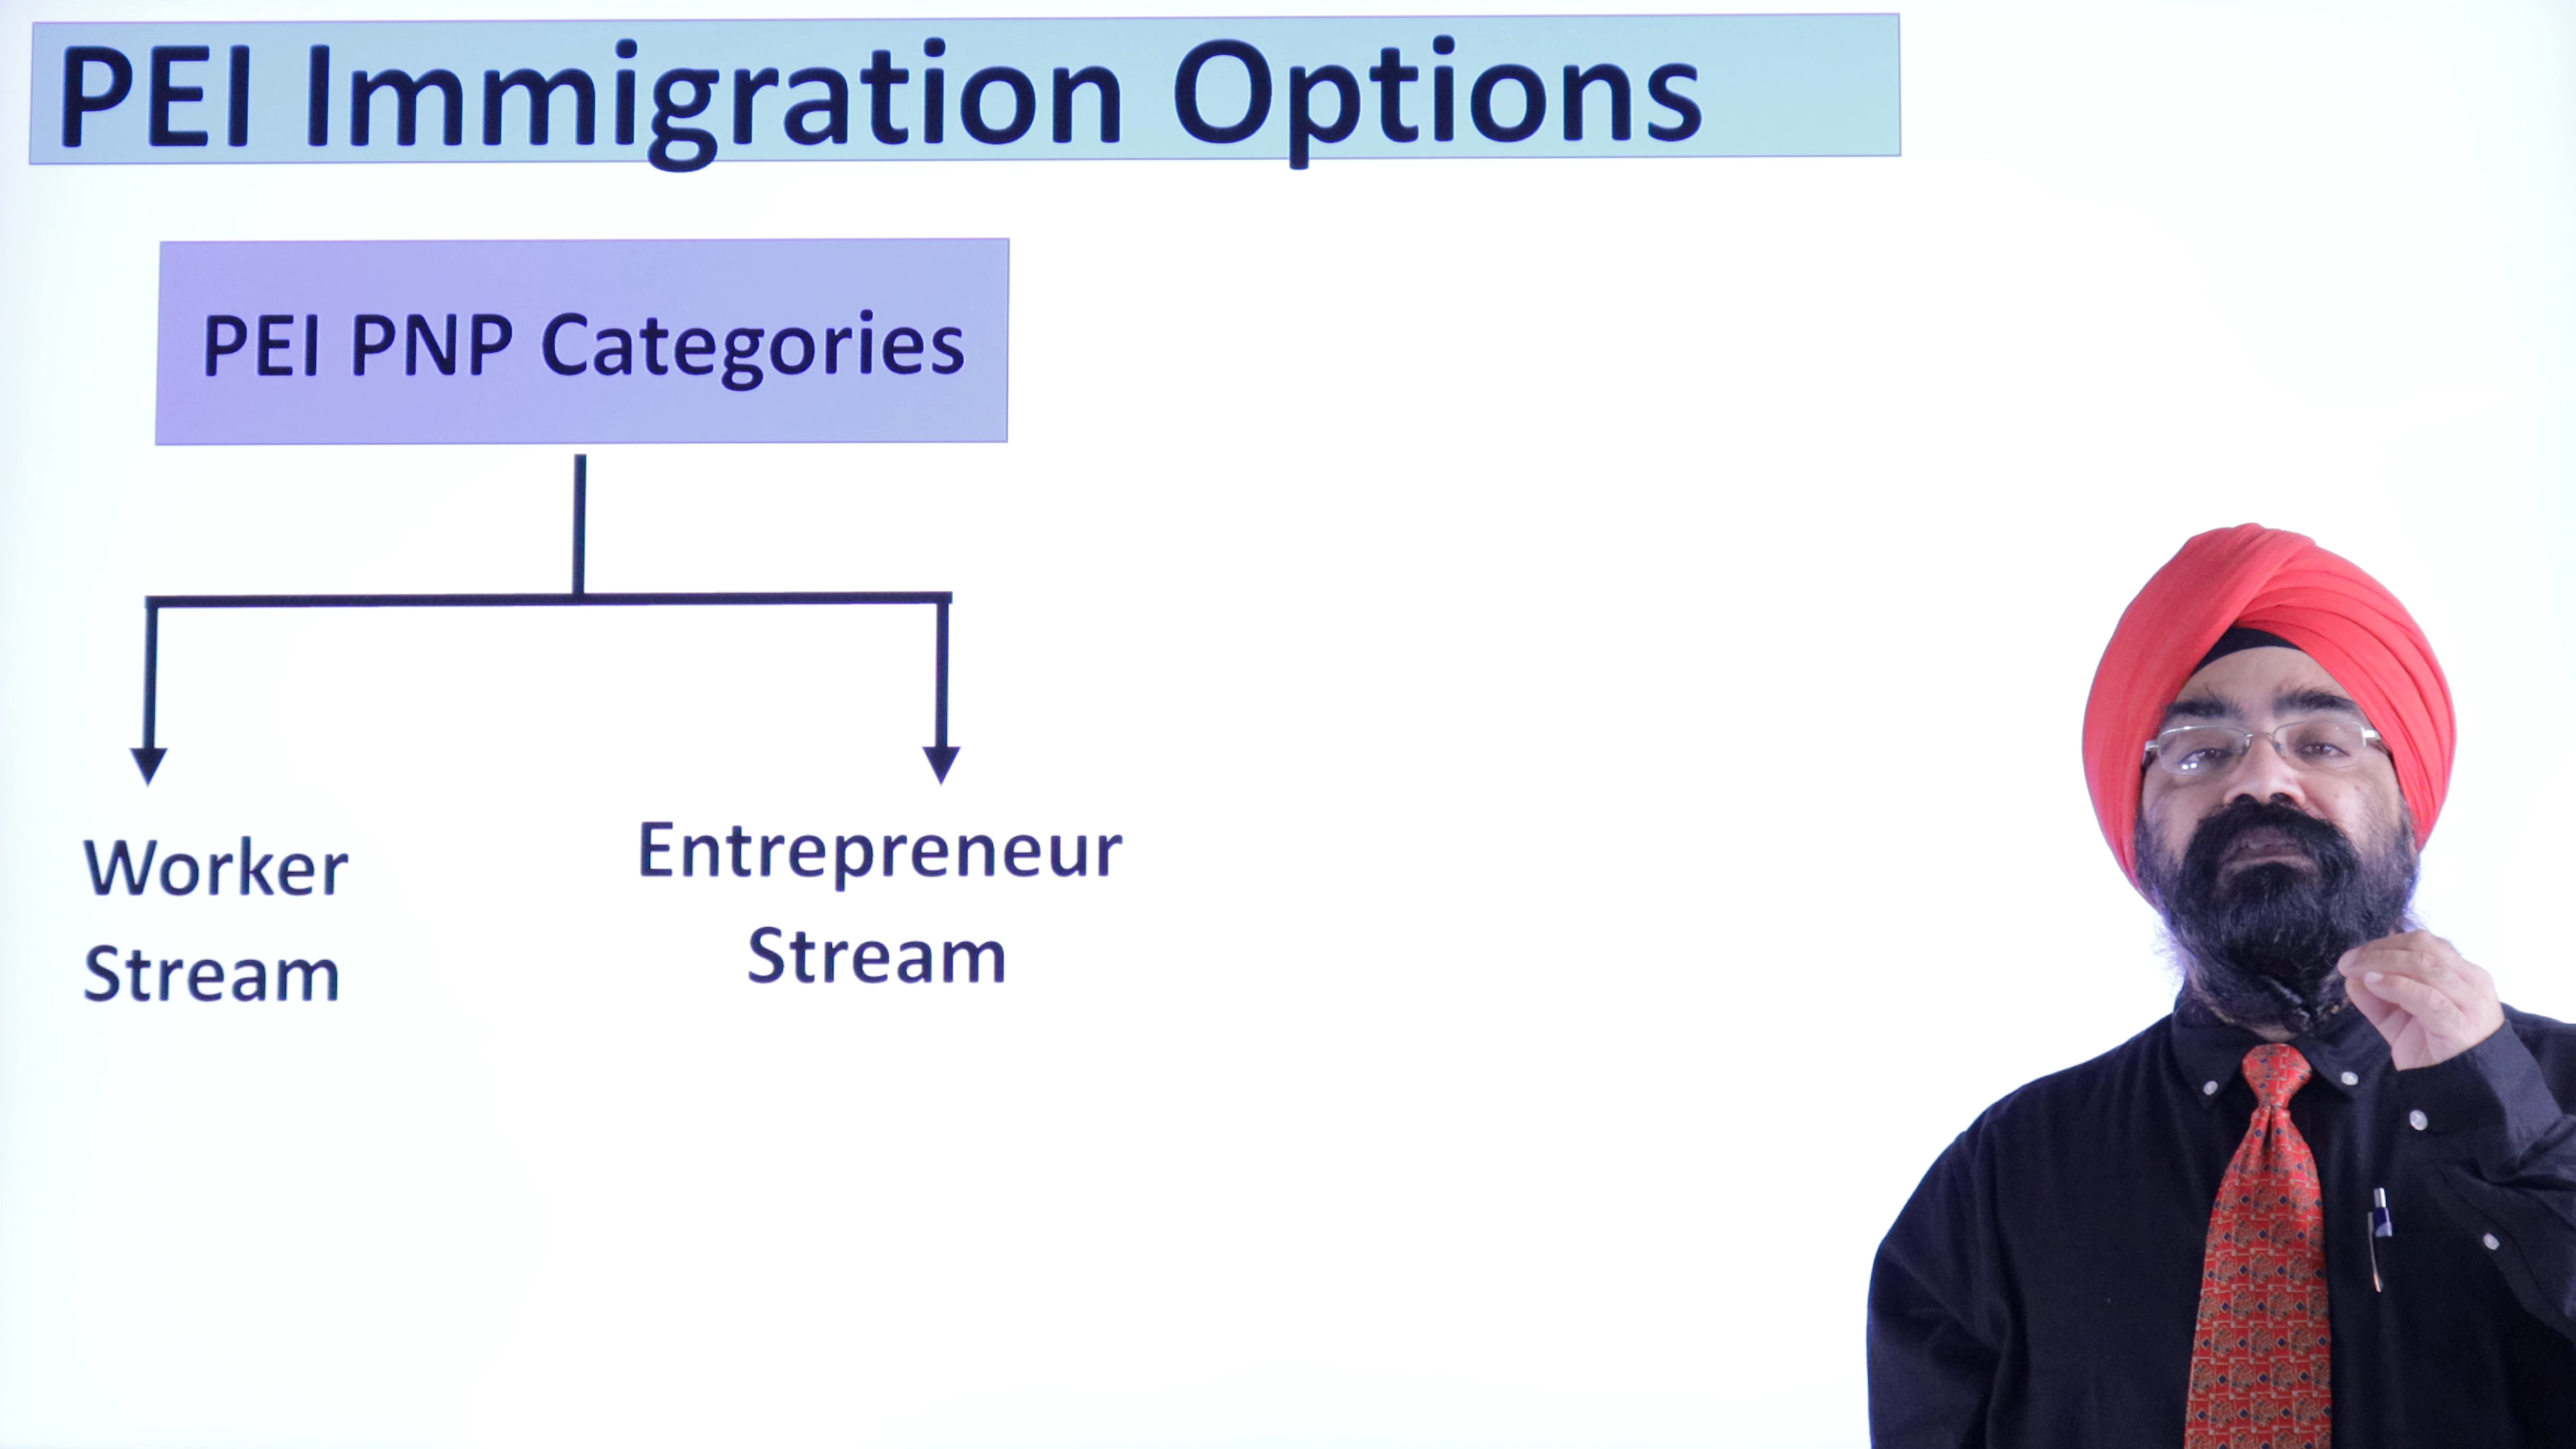 PEI Immigration Options
PEI PNP Categories
Worker
Stream
Entrepreneur
Stream